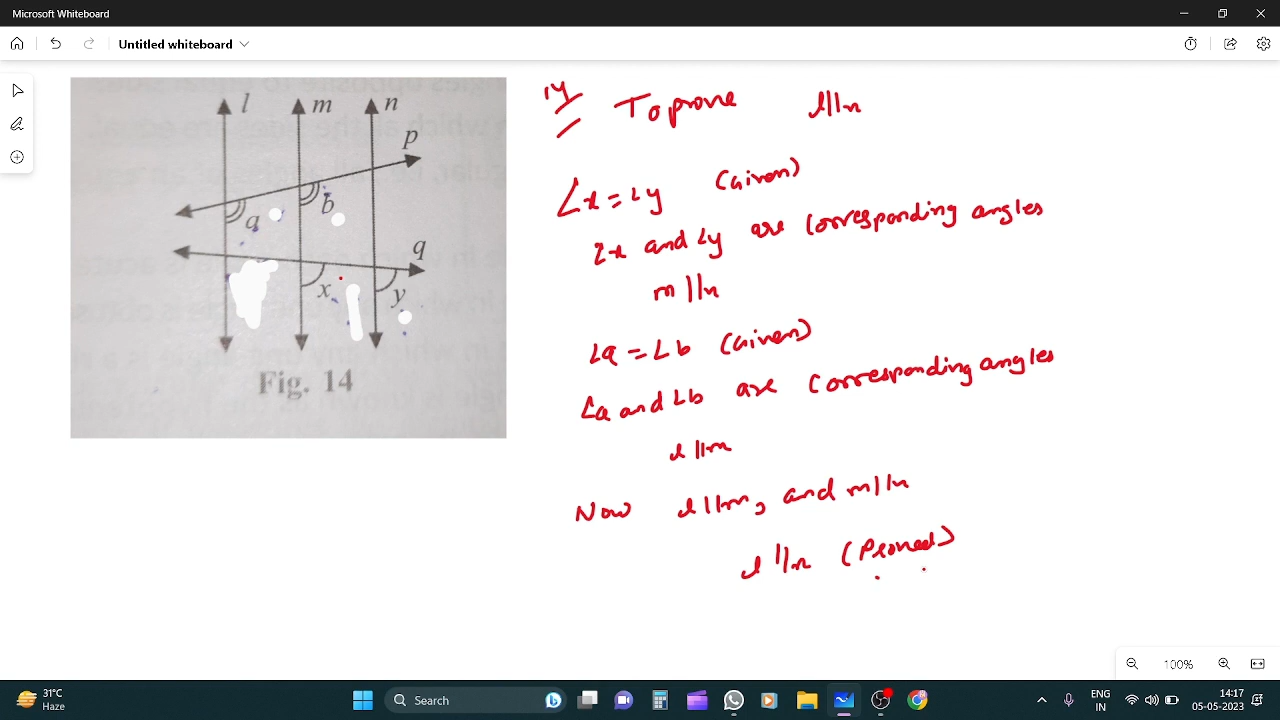 Microsoft Whiteboard
Untitled whiteboard
l m n
p
a b
q
x y
Fig. 14
14 To prove l||n
∠x=∠y (Given)
∠x and ∠y are corresponding angles
m||n
∠a=∠b (Given)
∠a and ∠b are corresponding angles
l||m
Now l||m, and m||n
l||n (Proved)
100%
31°C
Haze
Search
ENG
IN
14:17
05-05-2023